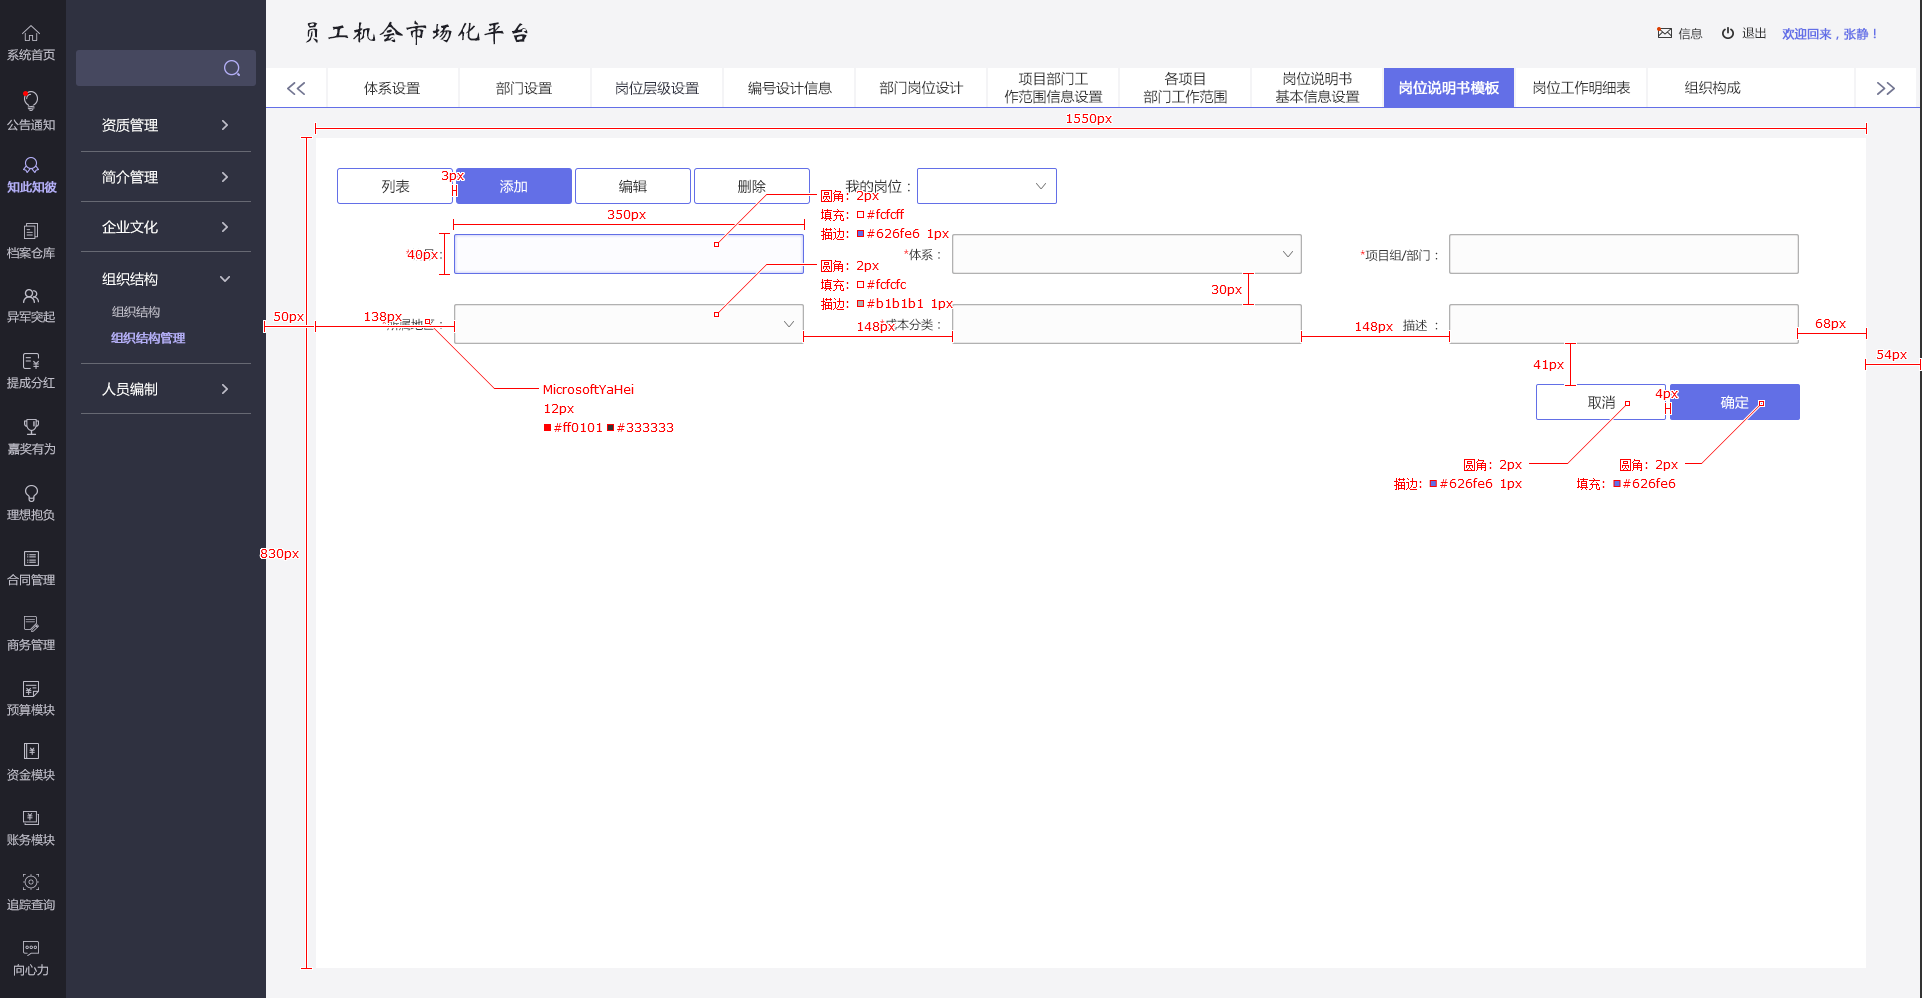 员工机会市场化平台
信息
退出
欢迎回来，张静！
系统首页
公告通知
知此知彼
档案仓库
异军突起
提成分红
嘉奖有为
理想抱负
合同管理
商务管理
预算模块
资金模块
账务模块
追踪查询
向心力
资质管理
简介管理
企业文化
组织结构
组织结构
组织结构管理
人员编制
体系设置
部门设置
岗位层级设置
编号设计信息
部门岗位设计
项目部门工
作范围信息设置
各项目
部门工作范围
岗位说明书
基本信息设置
岗位说明书模板
岗位工作明细表
组织构成
1550px
列表
3px
添加
编辑
删除
我的岗位：
350px
圆角：2px
填充：#fcfcff
描边：#626fe6 1px
40px
*体系：
*项目组/部门：
圆角：2px
填充：#fcfcfc
描边：#b1b1b1 1px
30px
50px
138px
148px
成本分类：
148px
描述：
68px
54px
41px
MicrosoftYaHei
12px
#ff0101 #333333
取消
4px
确定
圆角：2px
描边：#626fe6 1px
圆角：2px
填充：#626fe6
830px